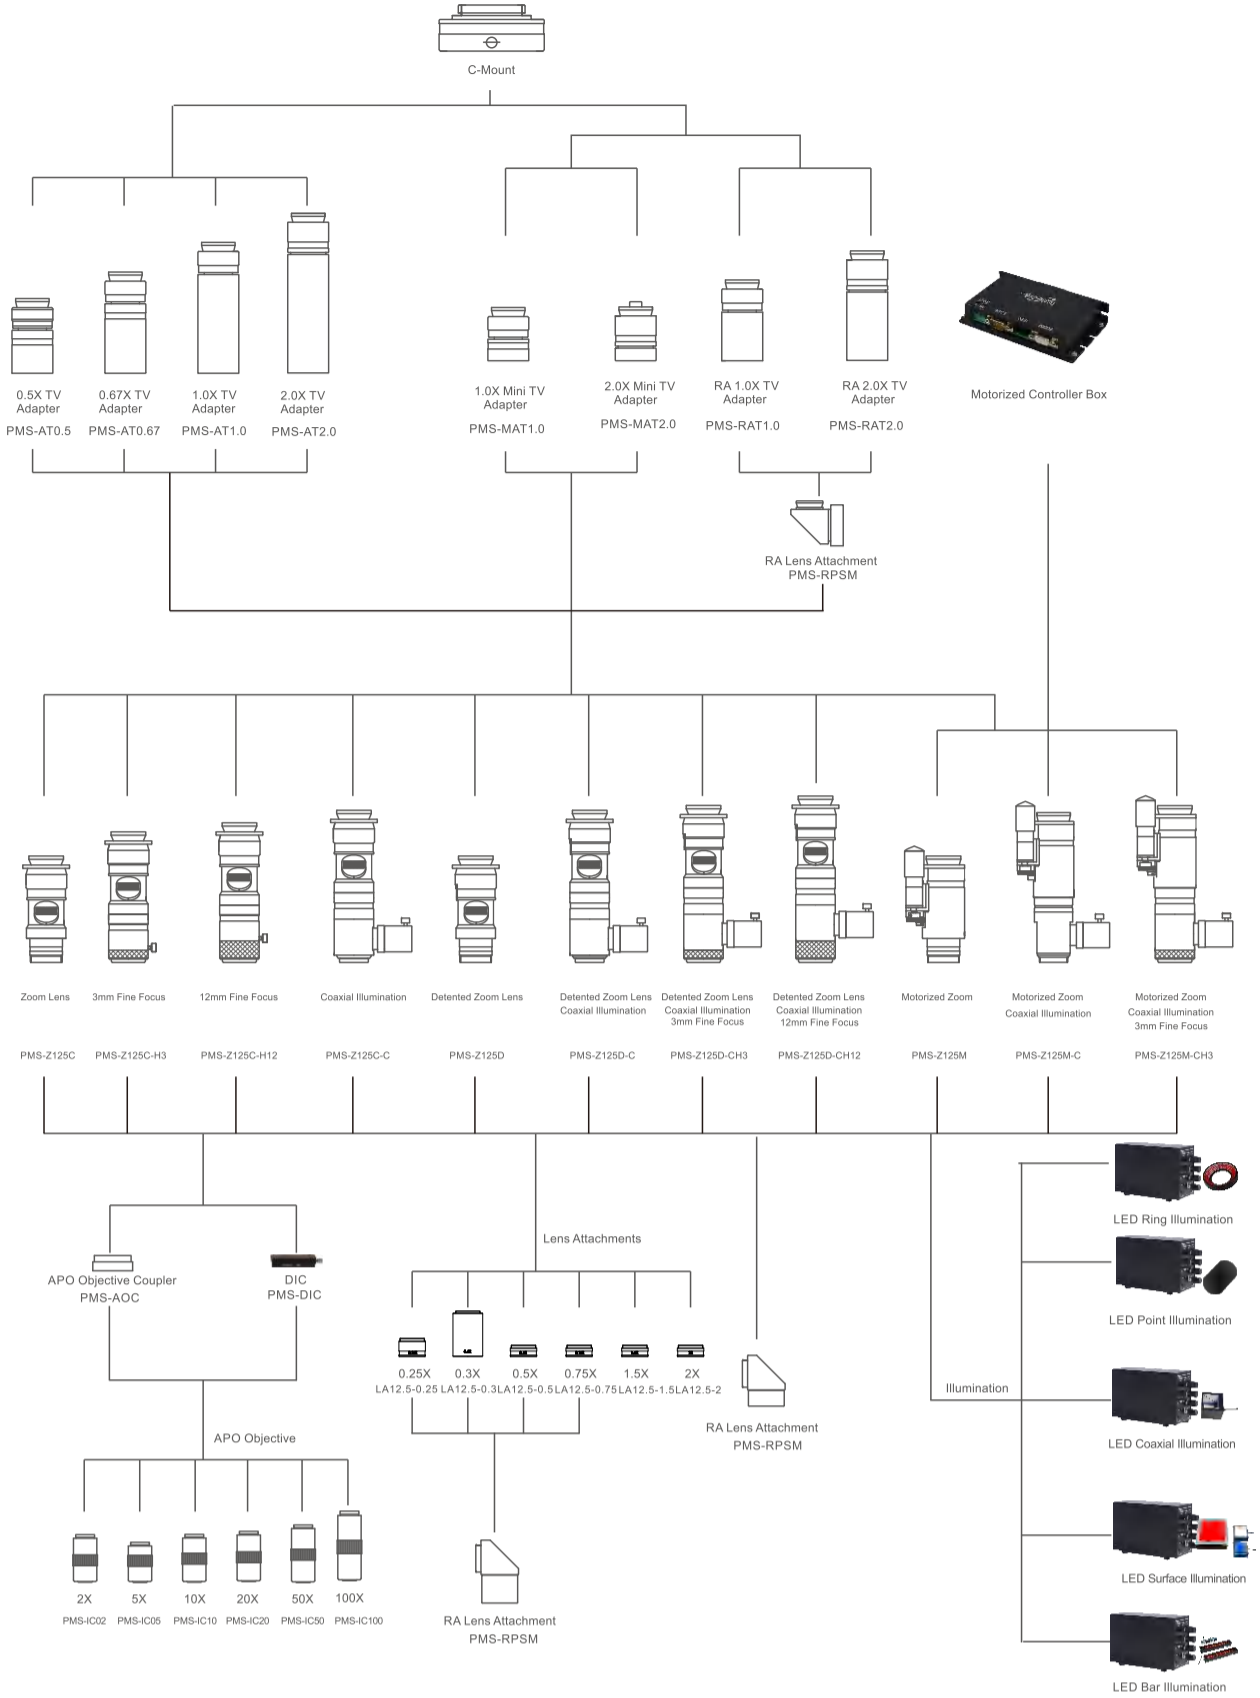 C-Mount
0.5X TV
Adapter
PMS-AT0.5
0.67X TV
Adapter
PMS-AT0.67
1.0X TV
Adapter
PMS-AT1.0
2.0X TV
Adapter
PMS-AT2.0
1.0X Mini TV
Adapter
PMS-MAT1.0
2.0X Mini TV
Adapter
PMS-MAT2.0
RA 1.0X TV
Adapter
PMS-RAT1.0
RA 2.0X TV
Adapter
PMS-RAT2.0
Motorized Controller Box
RA Lens Attachment
PMS-RPSM
Zoom Lens
PMS-Z125C
3mm Fine Focus
PMS-Z125C-H3
12mm Fine Focus
PMS-Z125C-H12
Coaxial Illumination
PMS-Z125C-C
Detented Zoom Lens
PMS-Z125D
Detented Zoom Lens
Coaxial Illumination
PMS-Z125D-C
Detented Zoom Lens
Coaxial Illumination
3mm Fine Focus
PMS-Z125D-CH3
Detented Zoom Lens
Coaxial Illumination
12mm Fine Focus
PMS-Z125D-CH12
Motorized Zoom
PMS-Z125M
Motorized Zoom
Coaxial Illumination
PMS-Z125M-C
Motorized Zoom
Coaxial Illumination
3mm Fine Focus
PMS-Z125M-CH3
APO Objective Coupler
PMS-AOC
DIC
PMS-DIC
APO Objective
2X
PMS-IC02
5X
PMS-IC05
10X
PMS-IC10
20X
PMS-IC20
50X
PMS-IC50
100X
PMS-IC100
Lens Attachments
0.25X
LA12.5-0.25
0.3X
LA12.5-0.3
0.5X
LA12.5-0.5
0.75X
LA12.5-0.75
1.5X
LA12.5-1.5
2X
LA12.5-2
RA Lens Attachment
PMS-RPSM
RA Lens Attachment
PMS-RPSM
Illumination
LED Ring Illumination
LED Point Illumination
LED Coaxial Illumination
LED Surface Illumination
LED Bar Illumination